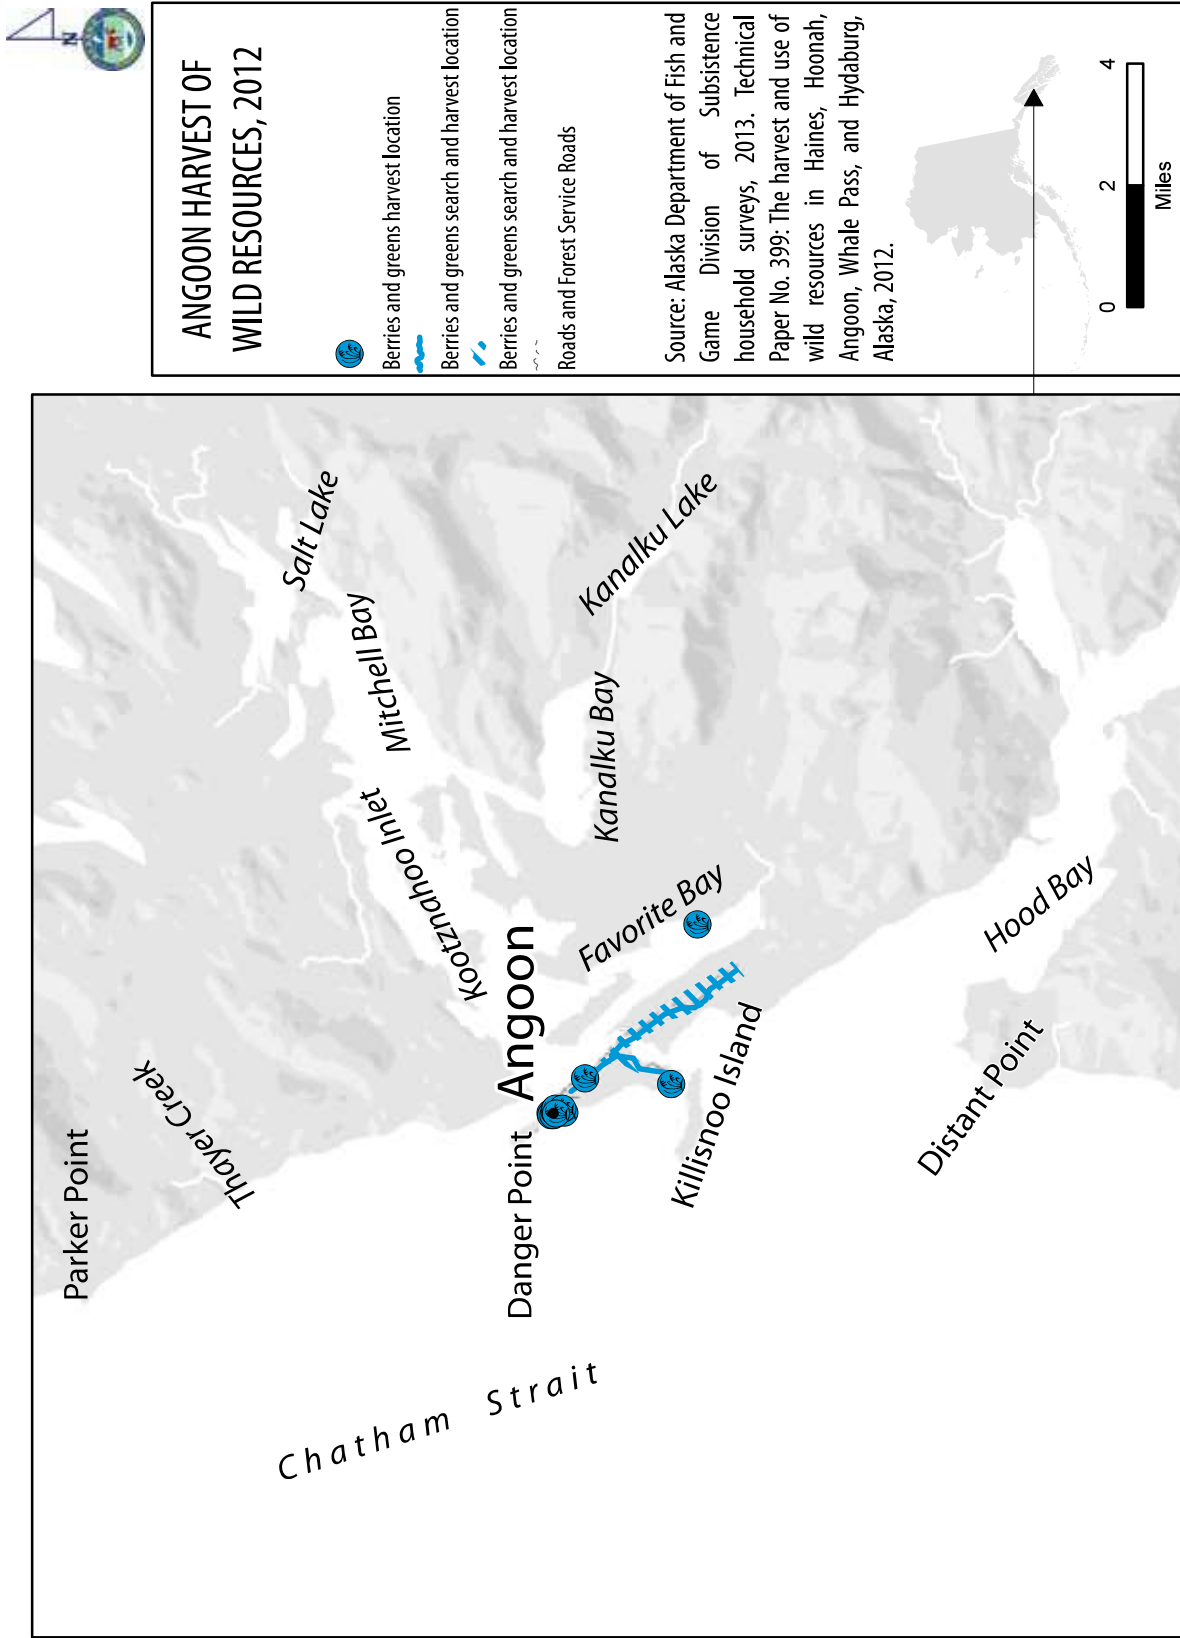 ANGOON HARVEST OF
WILD RESOURCES, 2012
Berries and greens harvest location
Berries and greens search and harvest location
Berries and greens search and harvest location
Roads and Forest Service Roads
Source: Alaska Department of Fish and
Game Division of Subsistence
household surveys, 2013. Technical
Paper No. 399: The harvest and use of
wild resources in Haines, Hoonah,
Angoon, Whale Pass, and Hydaburg,
Alaska, 2012.
0 2 4
Miles
N
Parker Point
Thayer Creek
Salt Lake
Mitchell Bay
Kootznahoo Inlet
Kanalku Lake
Kanalku Bay
Angoon
Danger Point
Favorite Bay
Killisnoo Island
Hood Bay
Distant Point
Chatham Strait